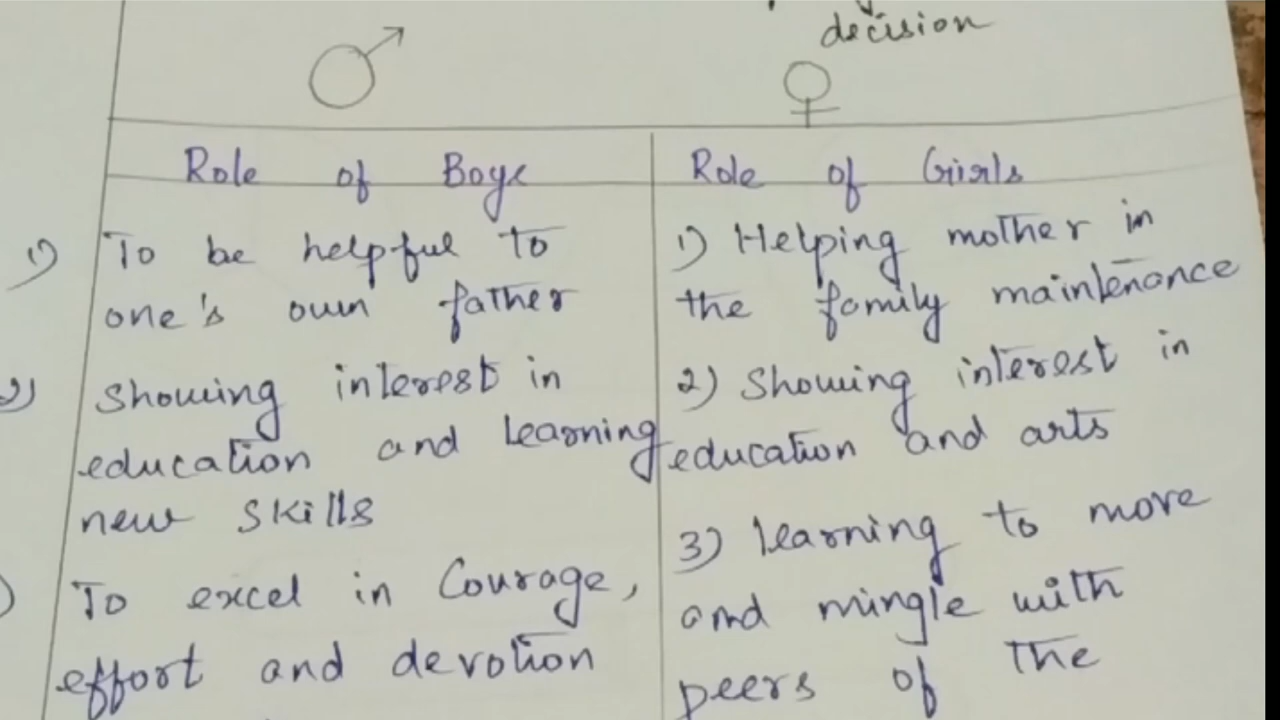 decision
Role of Boys
1) To be helpful to
one's own father
2) Showing interest in
education and learning
new skills
) To excel in Courage,
effort and devotion
Role of Girls
1) Helping mother in
the family maintenance
2) Showing interest in
education and arts
3) learning to move
and mingle with
peers of the